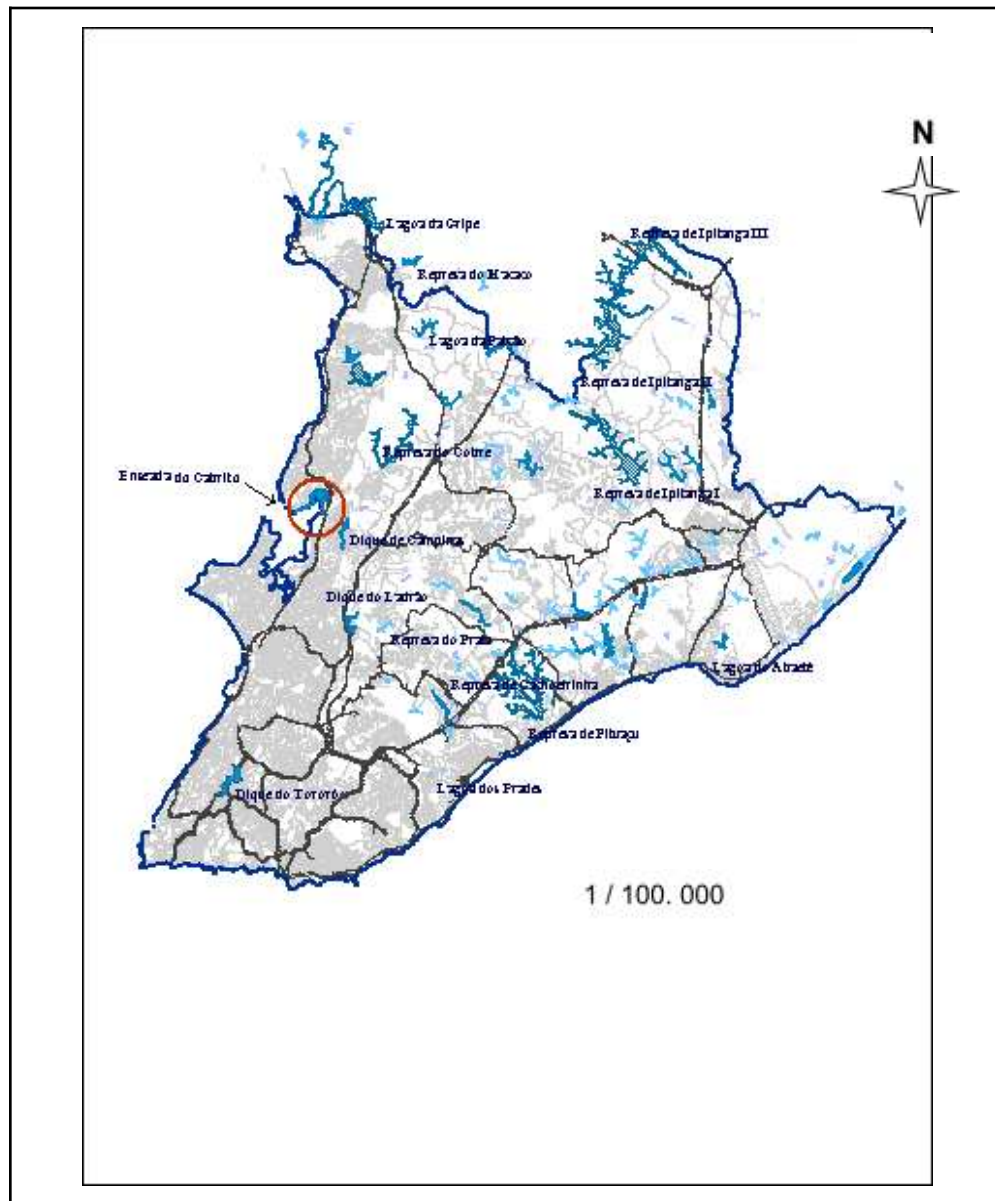 N
Lagoa da Gripe
Represa de Ipitanga III
Represa do Macaco
Lagoa da Paixão
Represa de Ipitanga II
Represa do Cobre
Enseada do Cabrito
Represa de Ipitanga I
Dique de Campinas
Dique do Ladrão
Represa do Prata
Lagoa do Abaeté
Represa de Cachoeirinha
Represa de Pituaçu
Lagoa dos Frades
Dique do Tororó
1 / 100. 000